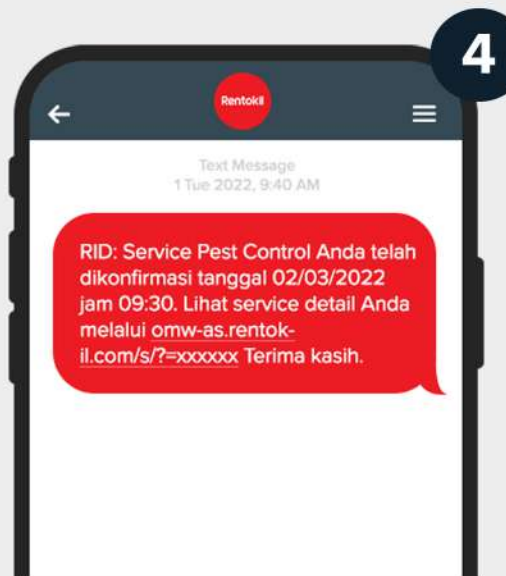 4
Rentokil
Text Message
1 Tue 2022, 9:40 AM
RID: Service Pest Control Anda telah
dikonfirmasi tanggal 02/03/2022
jam 09:30. Lihat service detail Anda
melalui omw-as.rentok-
il.com/s/?=xxxxxx Terima kasih.